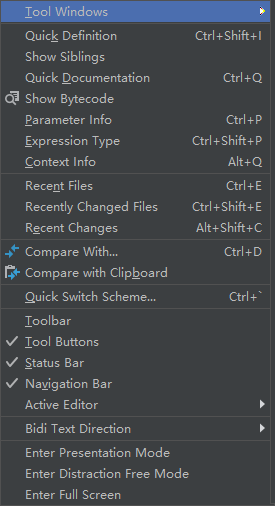 Tool Windows
Quick Definition Ctrl+Shift+I
Show Siblings
Quick Documentation Ctrl+Q
Show Bytecode
Parameter Info Ctrl+P
Expression Type Ctrl+Shift+P
Context Info Alt+Q
Recent Files Ctrl+E
Recently Changed Files Ctrl+Shift+E
Recent Changes Alt+Shift+C
Compare With... Ctrl+D
Compare with Clipboard
Quick Switch Scheme... Ctrl+`
Toolbar
Tool Buttons
Status Bar
Navigation Bar
Active Editor
Bidi Text Direction
Enter Presentation Mode
Enter Distraction Free Mode
Enter Full Screen